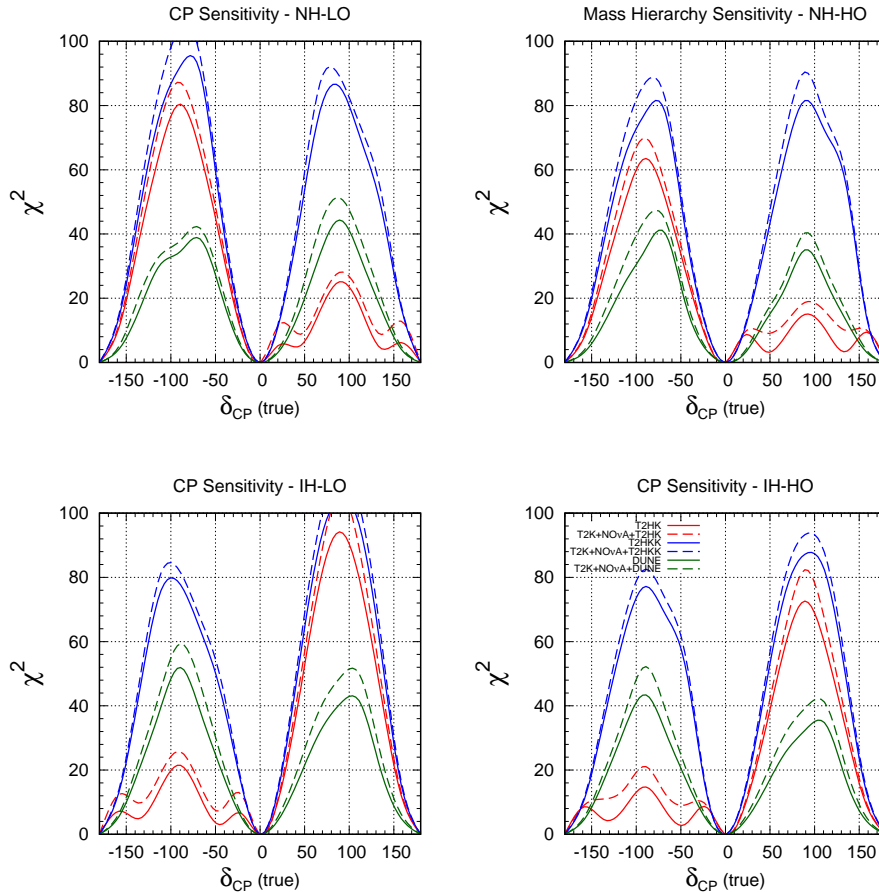 CP Sensitivity - NH-LO
100
80
60
40
20
0
χ2
-150 -100 -50 0 50 100 150
δCP (true)
Mass Hierarchy Sensitivity - NH-HO
100
80
60
40
20
0
χ2
-150 -100 -50 0 50 100 150
δCP (true)
CP Sensitivity - IH-LO
100
80
60
40
20
0
χ2
-150 -100 -50 0 50 100 150
δCP (true)
CP Sensitivity - IH-HO
T2HK
T2K+NOνA+T2HK
T2HKK
T2K+NOνA+T2HKK
DUNE
T2K+NOνA+DUNE
100
80
60
40
20
0
χ2
-150 -100 -50 0 50 100 150
δCP (true)